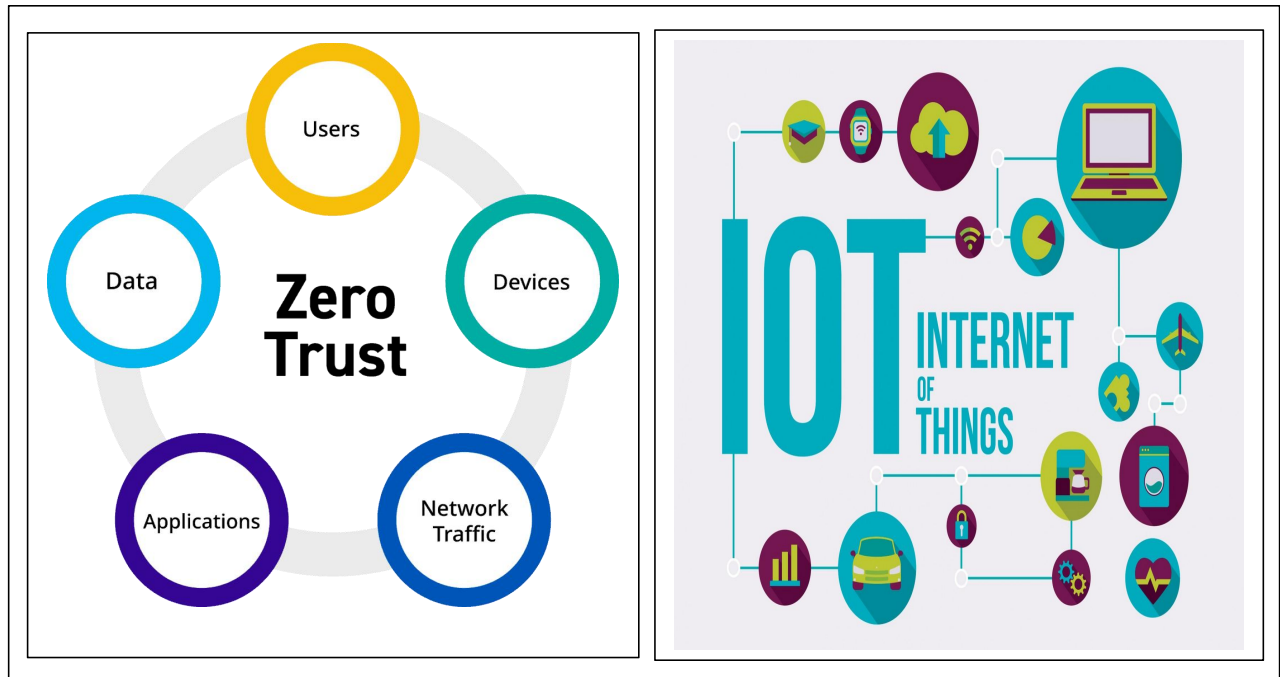 Users
Data
Devices
Zero
Trust
Applications
Network
Traffic
IOT
INTERNET
OF
THINGS